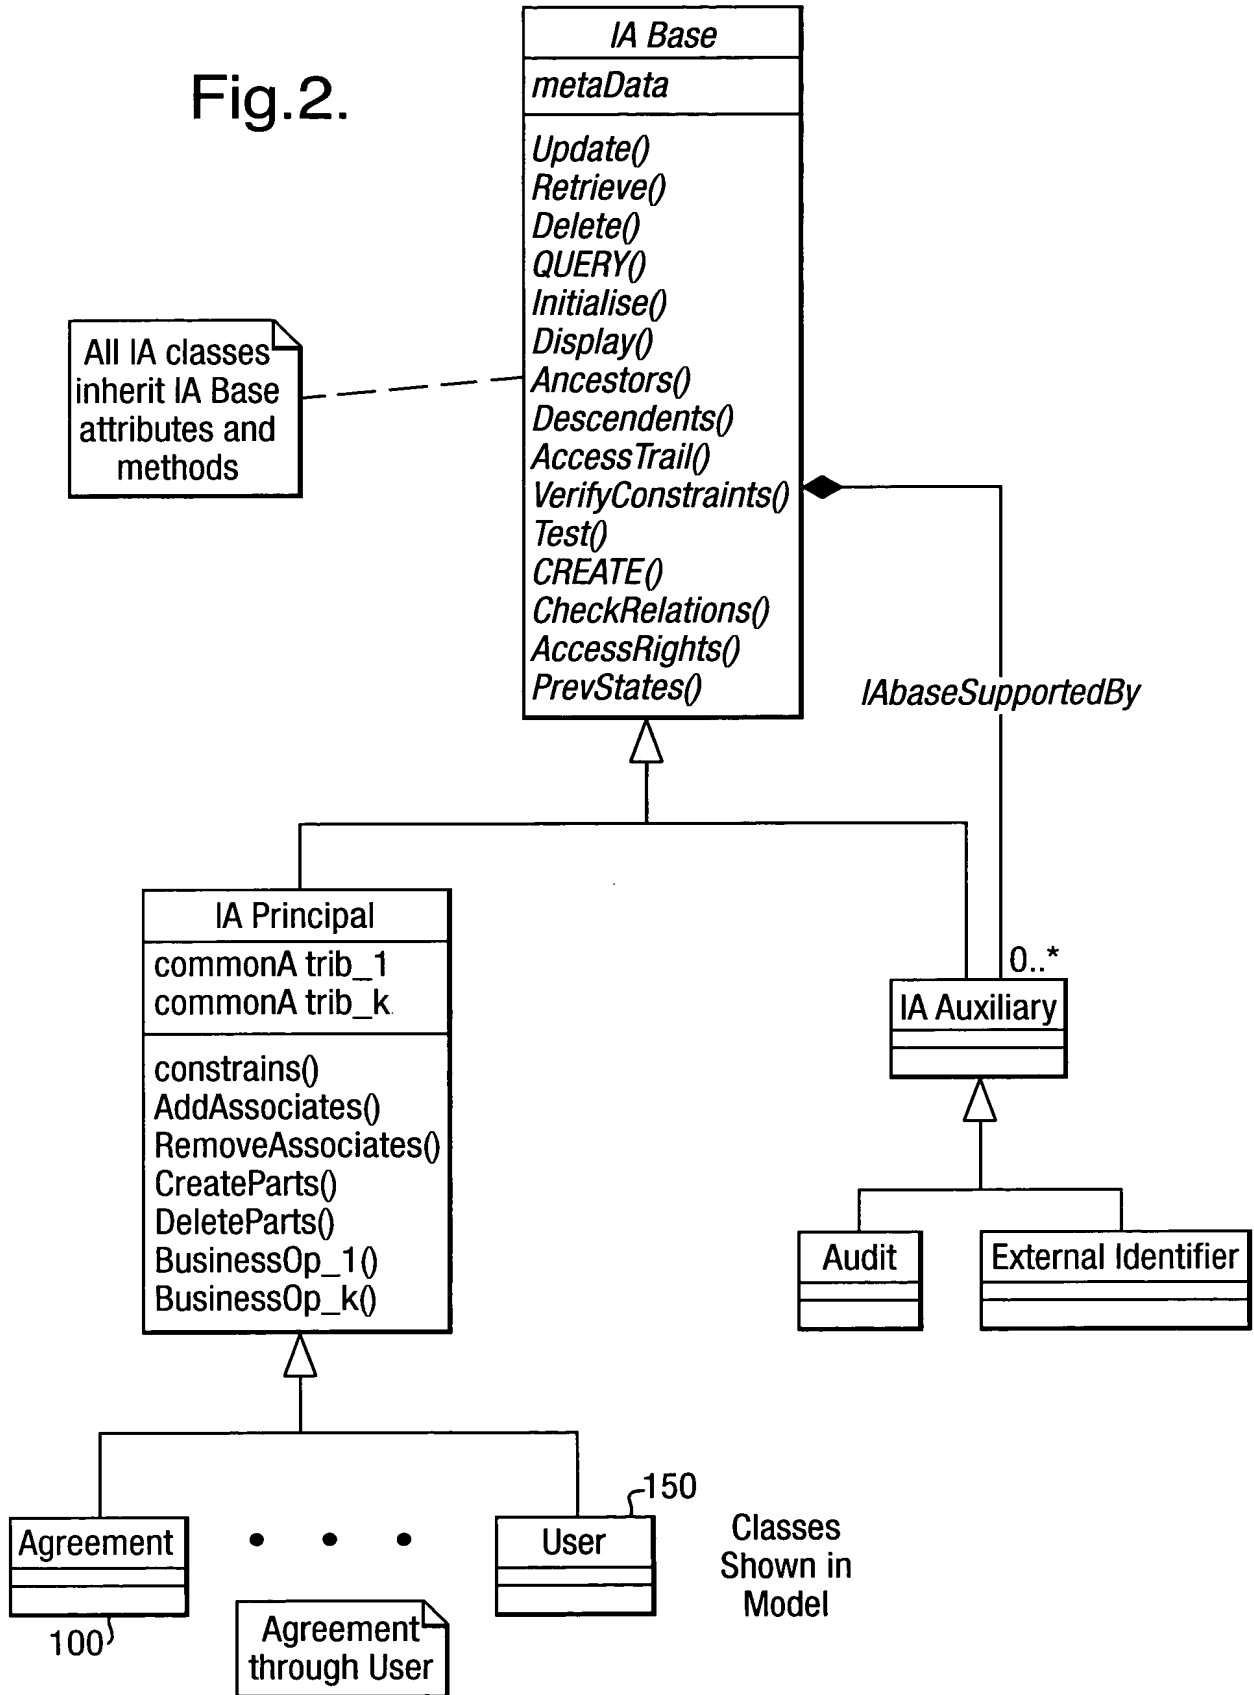 Fig.2.
IA Base
metaData
Update()
Retrieve()
Delete()
QUERY()
Initialise()
Display()
Ancestors()
Descendents()
AccessTrail()
VerifyConstraints()
Test()
CREATE()
CheckRelations()
AccessRights()
PrevStates()
All IA classes
inherit IA Base
attributes and
methods
IAbaseSupportedBy
0..*
IA Principal
commonA trib_1
commonA trib_k
constrains()
AddAssociates()
RemoveAssociates()
CreateParts()
DeleteParts()
BusinessOp_1()
BusinessOp_k()
IA Auxiliary
Audit
External Identifier
Agreement
100
User
150
Agreement
through User
Classes
Shown in
Model